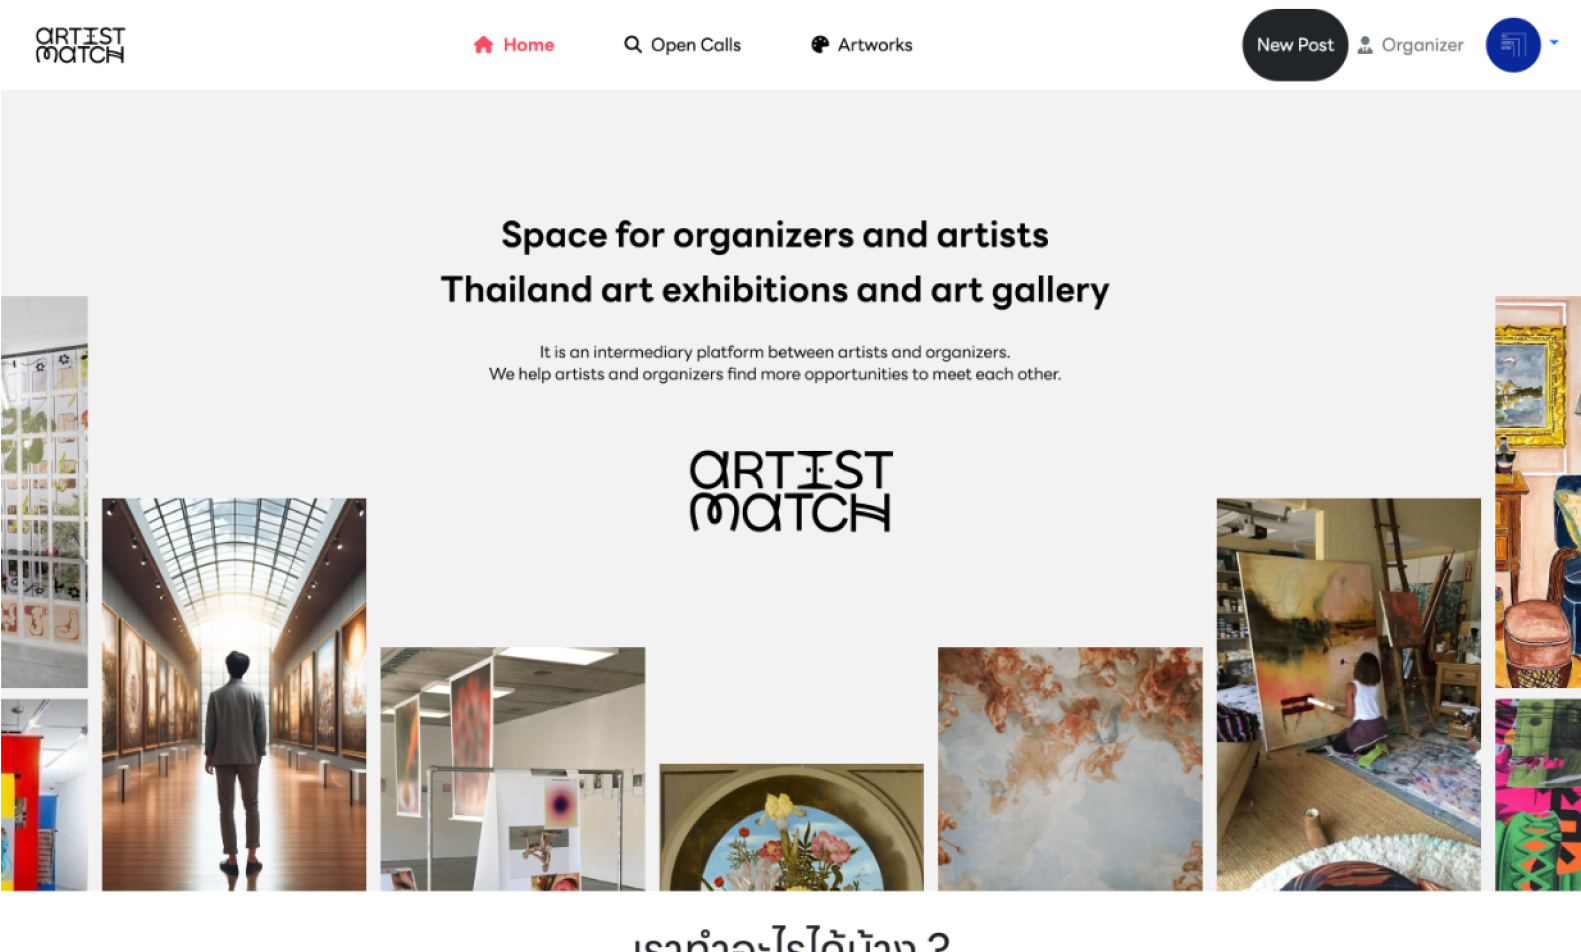 ARTIST
MATCH
Home
Open Calls
Artworks
New Post
Organizer
Space for organizers and artists
Thailand art exhibitions and art gallery
It is an intermediary platform between artists and organizers.
We help artists and organizers find more opportunities to meet each other.
ARTIST
MATCH
เราทำอะไรได้บ้าง ?